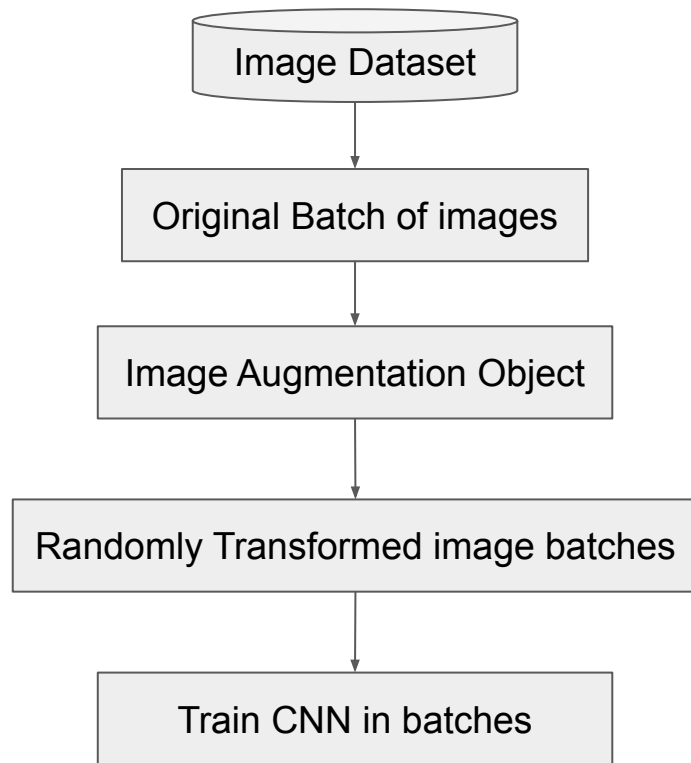 Image Dataset
Original Batch of images
Image Augmentation Object
Randomly Transformed image batches
Train CNN in batches